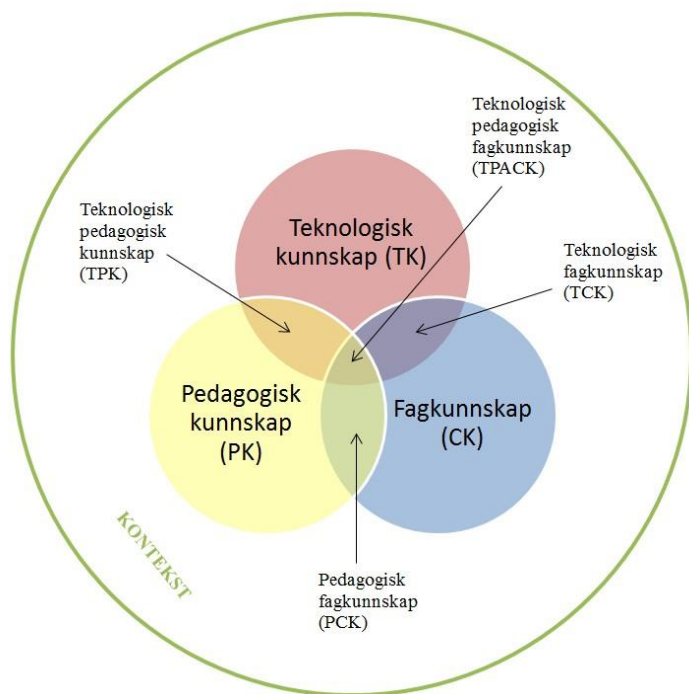 Teknologisk
pedagogisk
fagkunnskap
(TPACK)
Teknologisk
pedagogisk
kunnskap
(TPK)
Teknologisk
kunnskap (TK)
Teknologisk
fagkunnskap
(TCK)
Pedagogisk
kunnskap
(PK)
Fagkunnskap
(CK)
KONTEKST
Pedagogisk
fagkunnskap
(PCK)